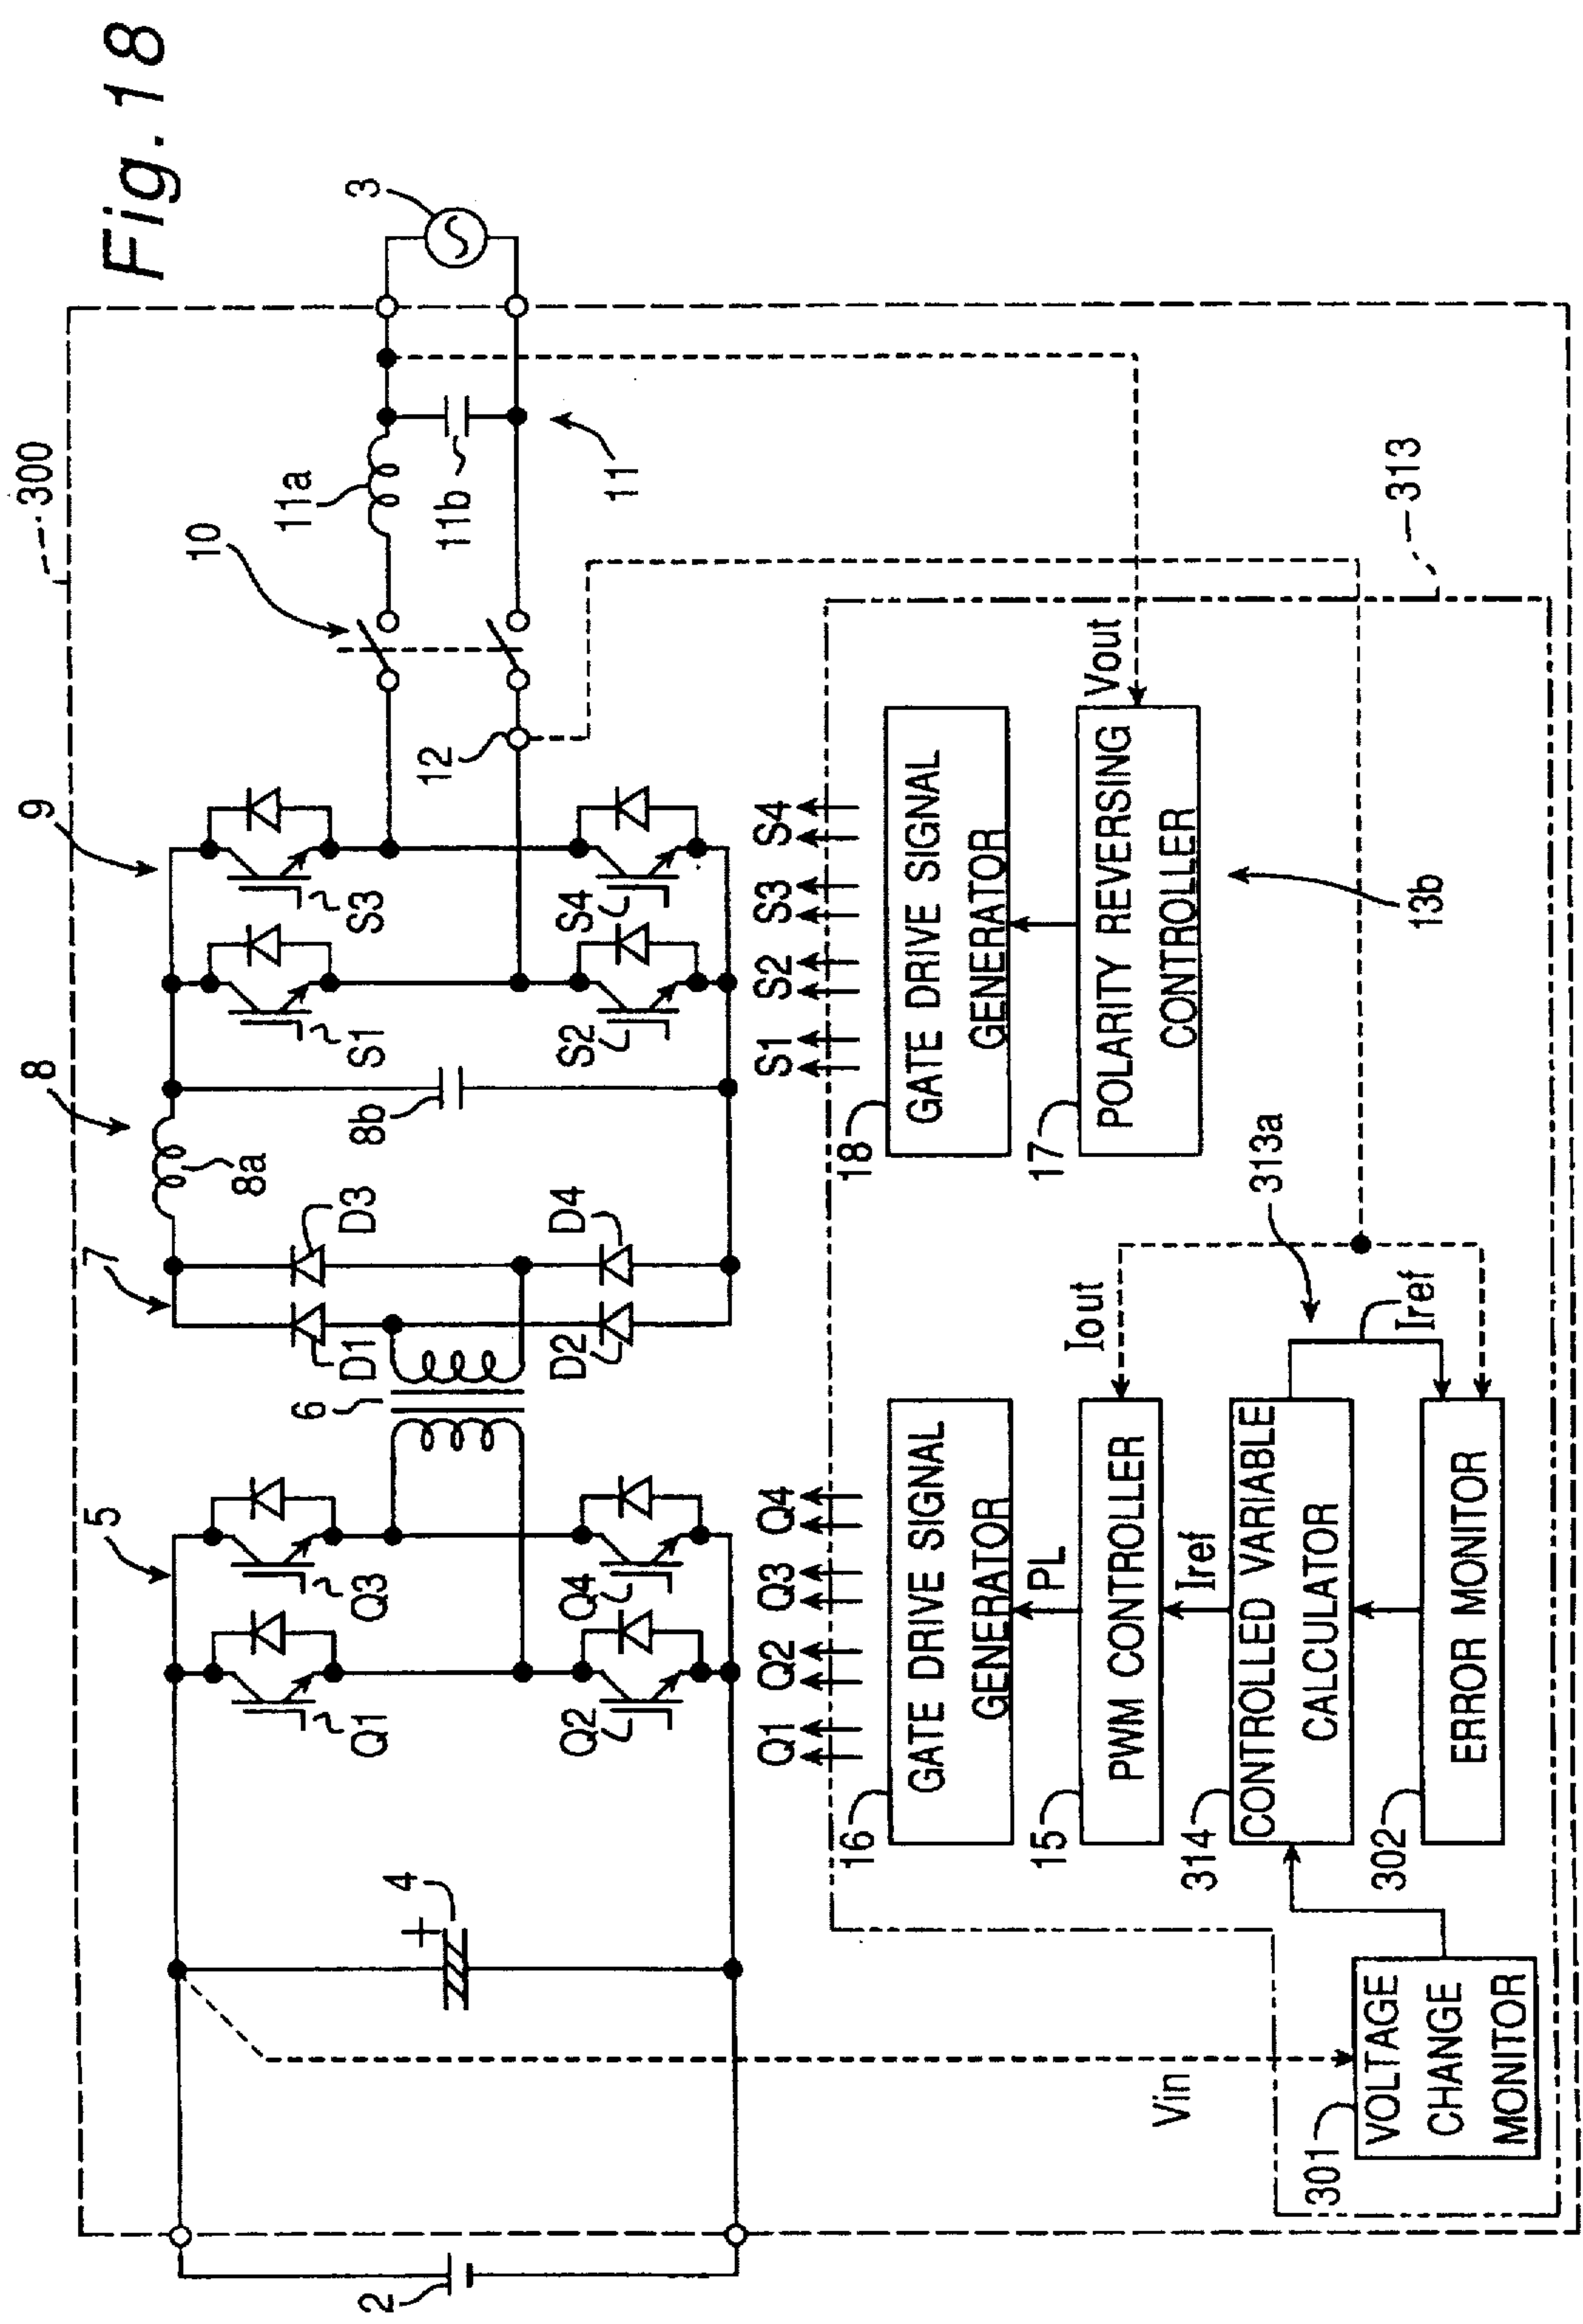 Fig. 18
300
10
9
8
7
5
11a
11b
11
3
12
S3
S1
S4
S2
8a
8b
D3
D1
D4
D2
6
Q3
Q1
Q4
Q2
4
2
Q1 Q2 Q3 Q4
S1 S2 S3 S4
313
16
GATE DRIVE SIGNAL
GENERATOR
PL
15
PWM CONTROLLER
Iout
Iref
314
CONTROLLED VARIABLE
CALCULATOR
313a
Iref
302
ERROR MONITOR
18
GATE DRIVE SIGNAL
GENERATOR
17
POLARITY REVERSING
CONTROLLER
Vout
13b
Vin
301
VOLTAGE
CHANGE
MONITOR